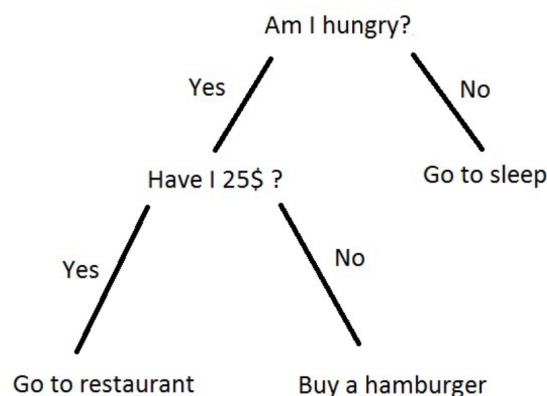 Am I hungry?
Yes
No
Have I 25$ ?
Go to sleep
Yes
No
Go to restaurant
Buy a hamburger